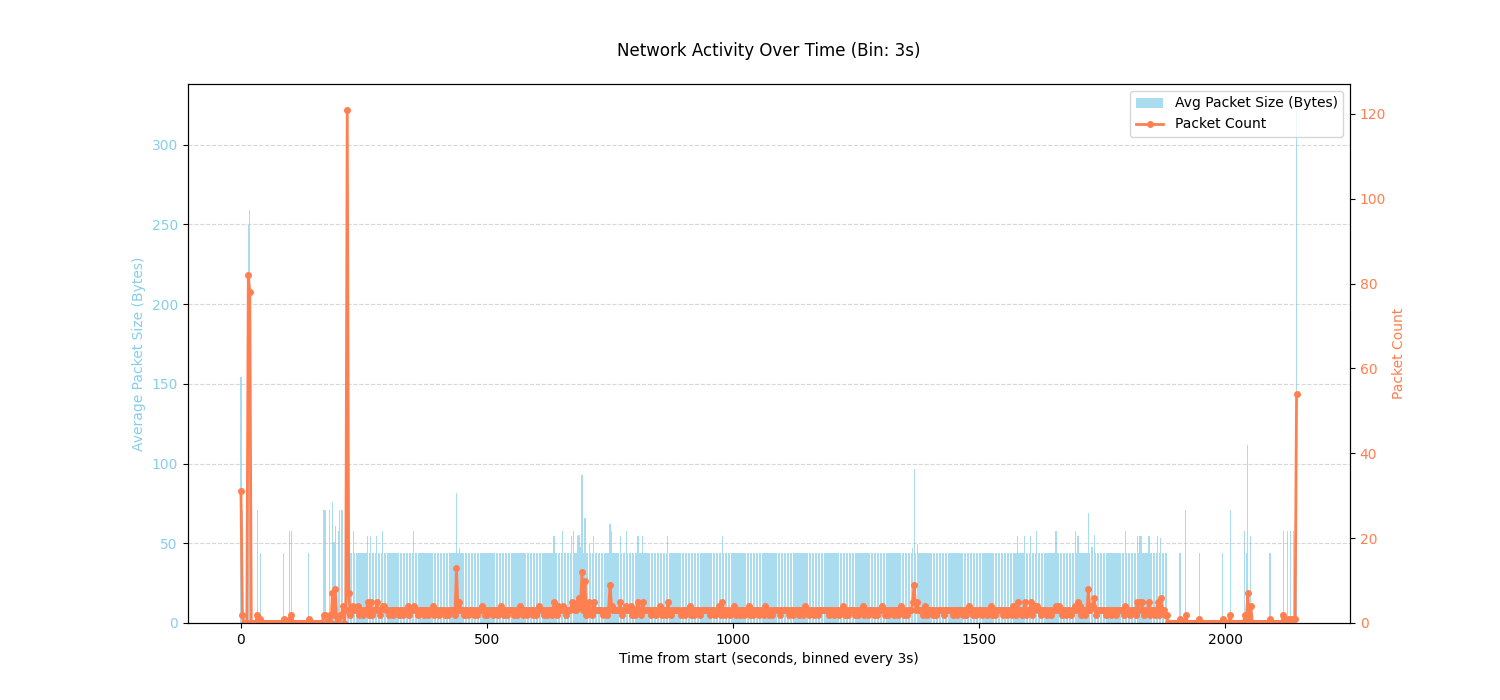 Network Activity Over Time (Bin: 3s)
Avg Packet Size (Bytes)
Packet Count
Average Packet Size (Bytes)
300
250
200
150
100
50
0
120
100
80
60
40
20
0
Packet Count
0 500 1000 1500 2000
Time from start (seconds, binned every 3s)